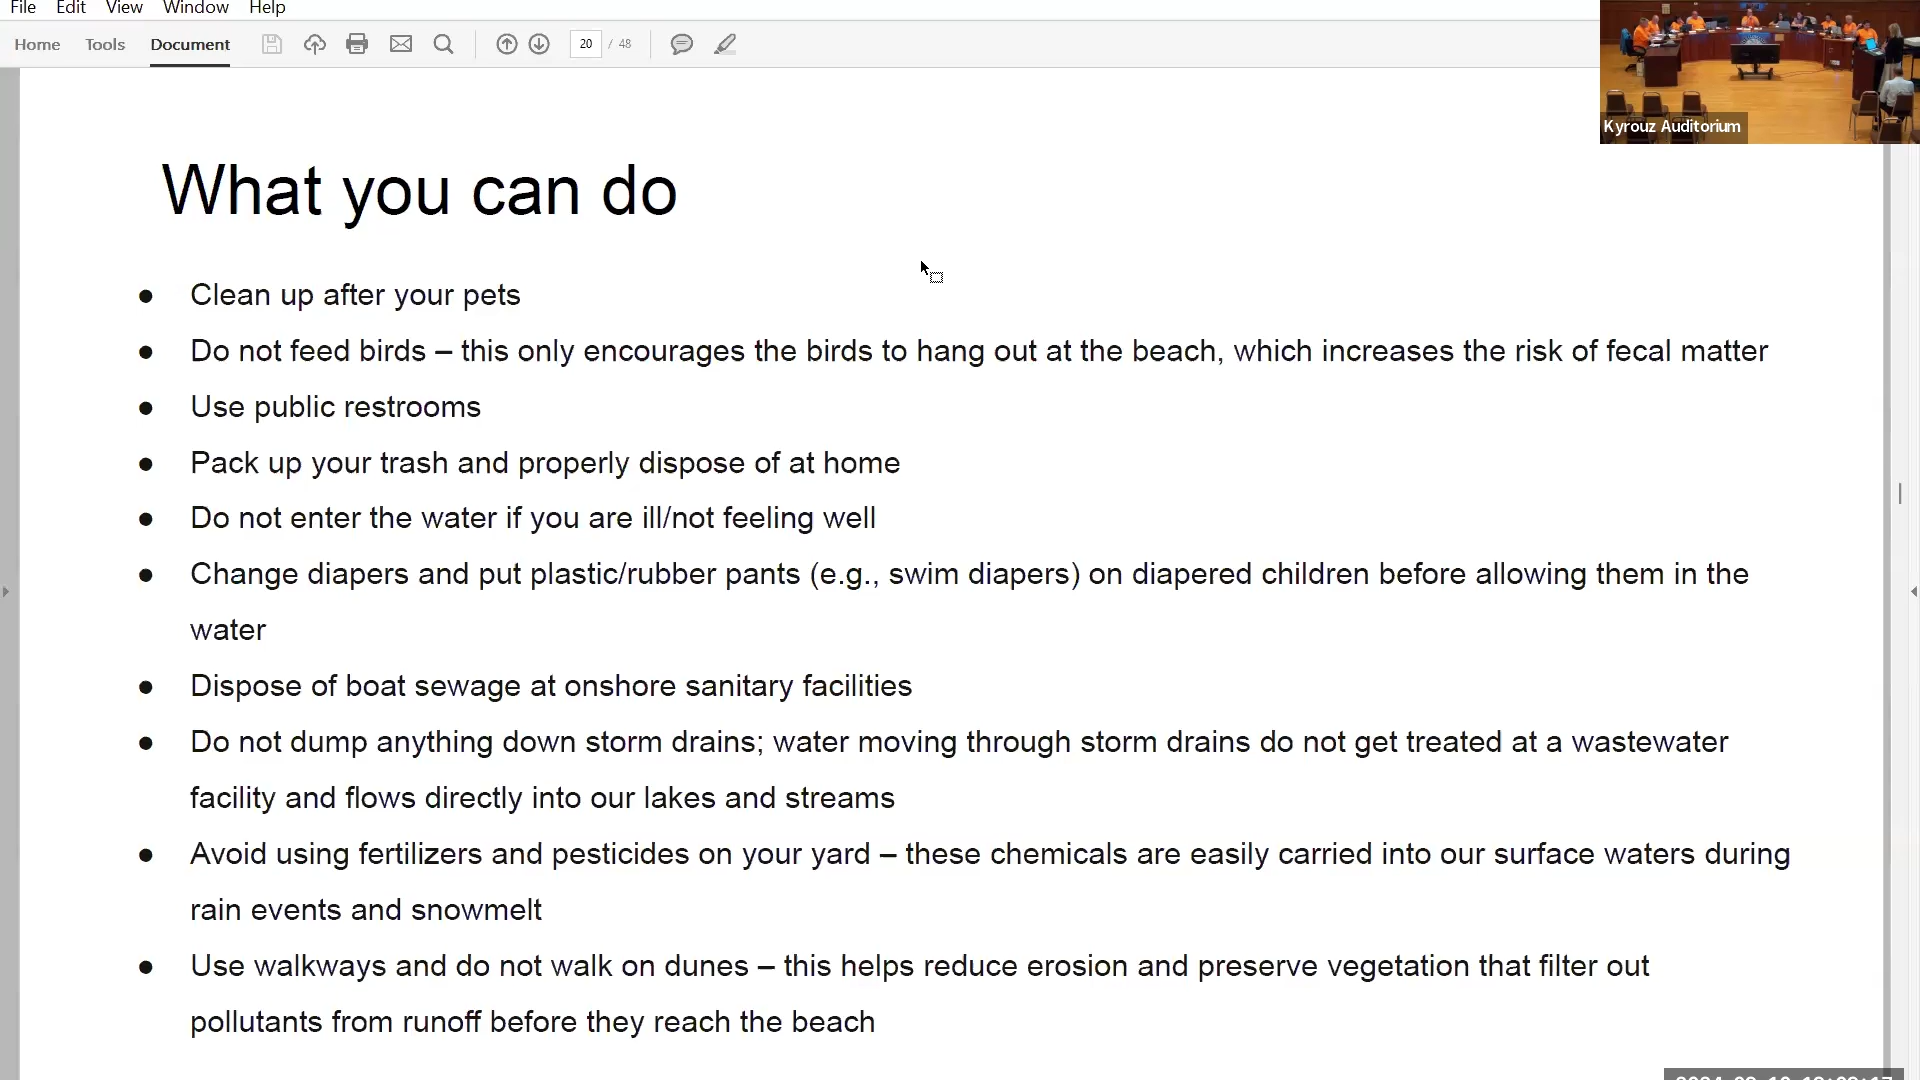 File Edit View Window Help
Home Tools Document 20 / 48
Kyrouz Auditorium
What you can do
● Clean up after your pets
● Do not feed birds – this only encourages the birds to hang out at the beach, which increases the risk of fecal matter
● Use public restrooms
● Pack up your trash and properly dispose of at home
● Do not enter the water if you are ill/not feeling well
● Change diapers and put plastic/rubber pants (e.g., swim diapers) on diapered children before allowing them in the
water
● Dispose of boat sewage at onshore sanitary facilities
● Do not dump anything down storm drains; water moving through storm drains do not get treated at a wastewater
facility and flows directly into our lakes and streams
● Avoid using fertilizers and pesticides on your yard – these chemicals are easily carried into our surface waters during
rain events and snowmelt
● Use walkways and do not walk on dunes – this helps reduce erosion and preserve vegetation that filter out
pollutants from runoff before they reach the beach